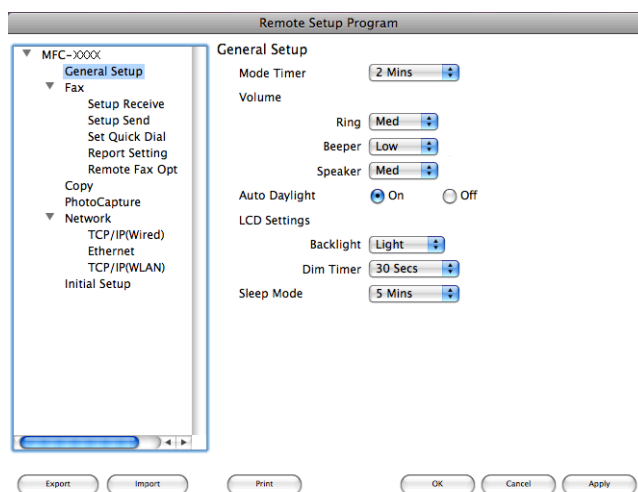 Remote Setup Program
MFC-XXXX
General Setup
Fax
Setup Receive
Setup Send
Set Quick Dial
Report Setting
Remote Fax Opt
Copy
PhotoCapture
Network
TCP/IP(Wired)
Ethernet
TCP/IP(WLAN)
Initial Setup
General Setup
Mode Timer 2 Mins
Volume
Ring Med
Beeper Low
Speaker Med
Auto Daylight On Off
LCD Settings
Backlight Light
Dim Timer 30 Secs
Sleep Mode 5 Mins
Export Import Print OK Cancel Apply